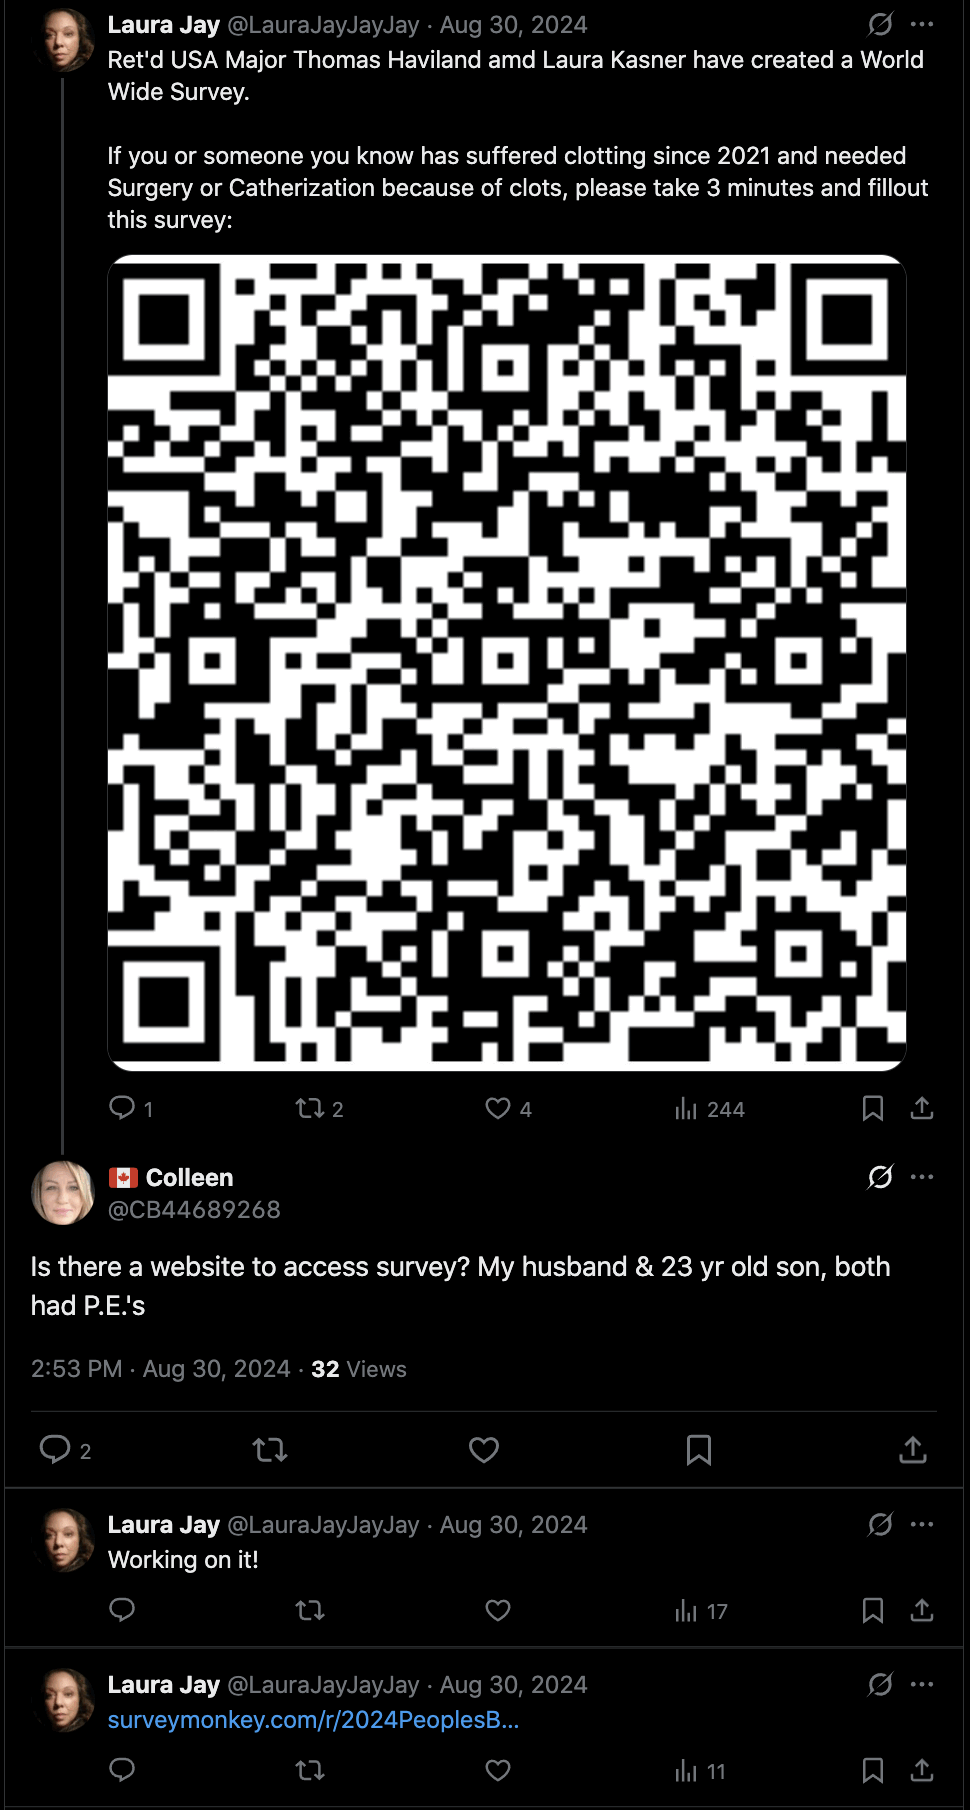 Laura Jay @LauraJayJayJay · Aug 30, 2024
Ret'd USA Major Thomas Haviland amd Laura Kasner have created a World
Wide Survey.
If you or someone you know has suffered clotting since 2021 and needed
Surgery or Catherization because of clots, please take 3 minutes and fillout
this survey:
1 2 4 244
🇨🇦 Colleen
@CB44689268
Is there a website to access survey? My husband & 23 yr old son, both
had P.E.'s
2:53 PM · Aug 30, 2024 · 32 Views
2
Laura Jay @LauraJayJayJay · Aug 30, 2024
Working on it!
17
Laura Jay @LauraJayJayJay · Aug 30, 2024
surveymonkey.com/r/2024PeoplesB...
11